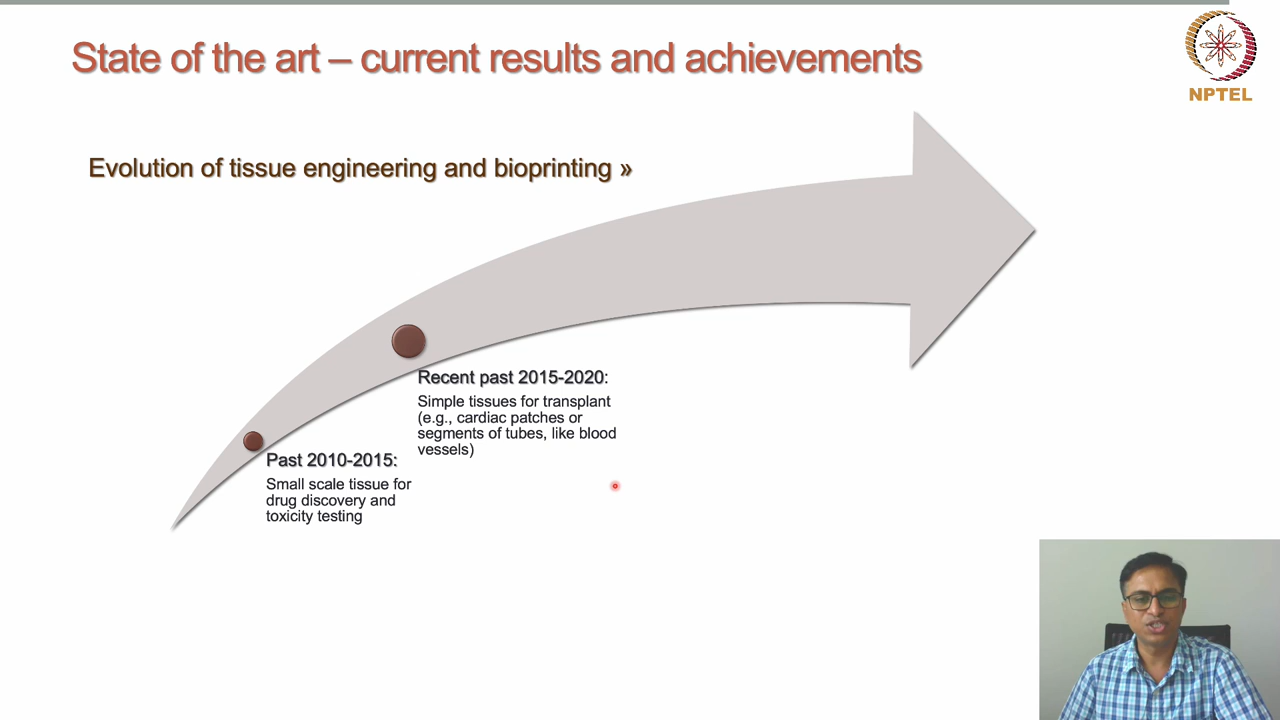 State of the art – current results and achievements
NPTEL
Evolution of tissue engineering and bioprinting »
Recent past 2015-2020:
Simple tissues for transplant
(e.g., cardiac patches or
segments of tubes, like blood
vessels)
Past 2010-2015:
Small scale tissue for
drug discovery and
toxicity testing